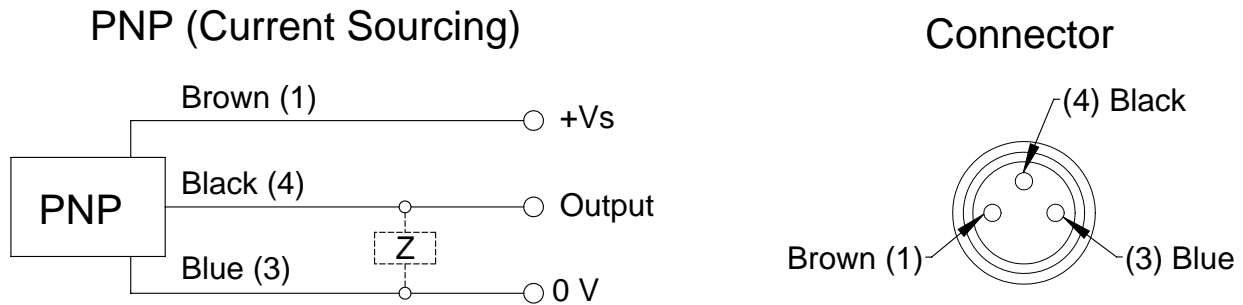 PNP (Current Sourcing)
Brown (1)
+Vs
PNP
Black (4)
Output
Z
Blue (3)
0 V
Connector
(4) Black
Brown (1)
(3) Blue